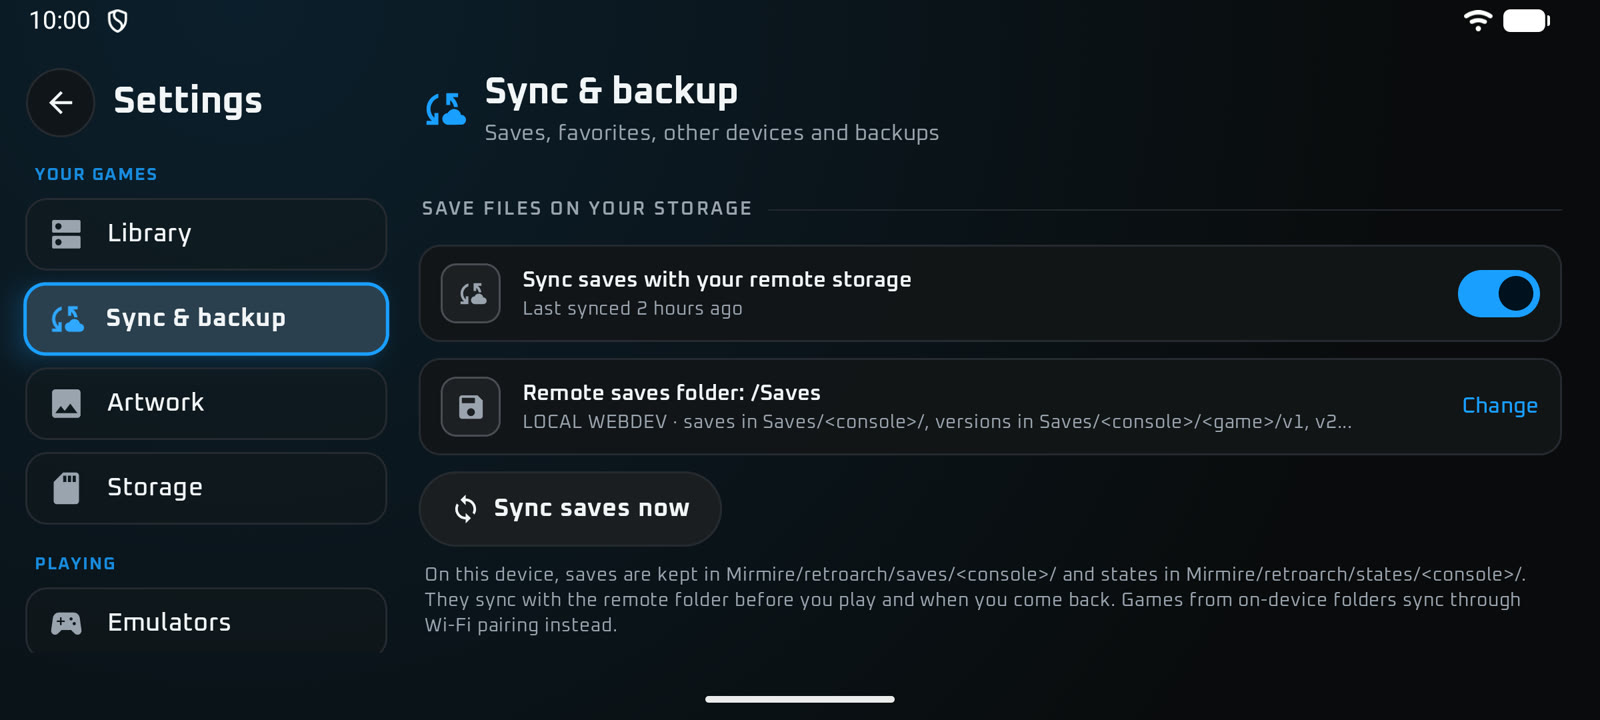 10:00
Settings
YOUR GAMES
Library
Sync & backup
Artwork
Storage
PLAYING
Emulators
Sync & backup
Saves, favorites, other devices and backups
SAVE FILES ON YOUR STORAGE
Sync saves with your remote storage
Last synced 2 hours ago
Remote saves folder: /Saves
LOCAL WEBDEV · saves in Saves/<console>/, versions in Saves/<console>/<game>/v1, v2...
Change
Sync saves now
On this device, saves are kept in Mirmire/retroarch/saves/<console>/ and states in Mirmire/retroarch/states/<console>/.
They sync with the remote folder before you play and when you come back. Games from on-device folders sync through
Wi-Fi pairing instead.